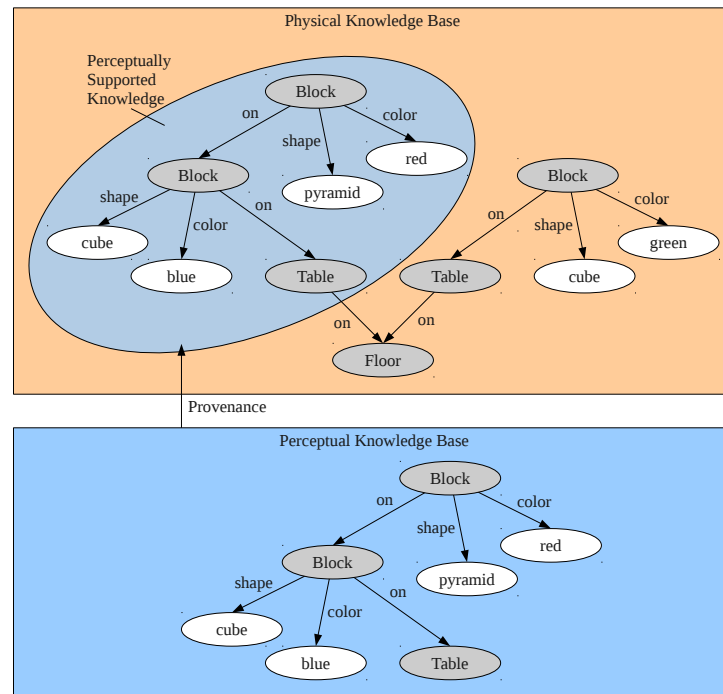 Physical Knowledge Base
Perceptually
Supported
Knowledge
Block
on
shape
color
red
pyramid
Block
shape
color
on
cube
blue
Table
on
Block
on
shape
color
green
cube
Table
on
Floor
Provenance
Perceptual Knowledge Base
Block
on
shape
color
red
pyramid
Block
shape
color
on
cube
blue
Table